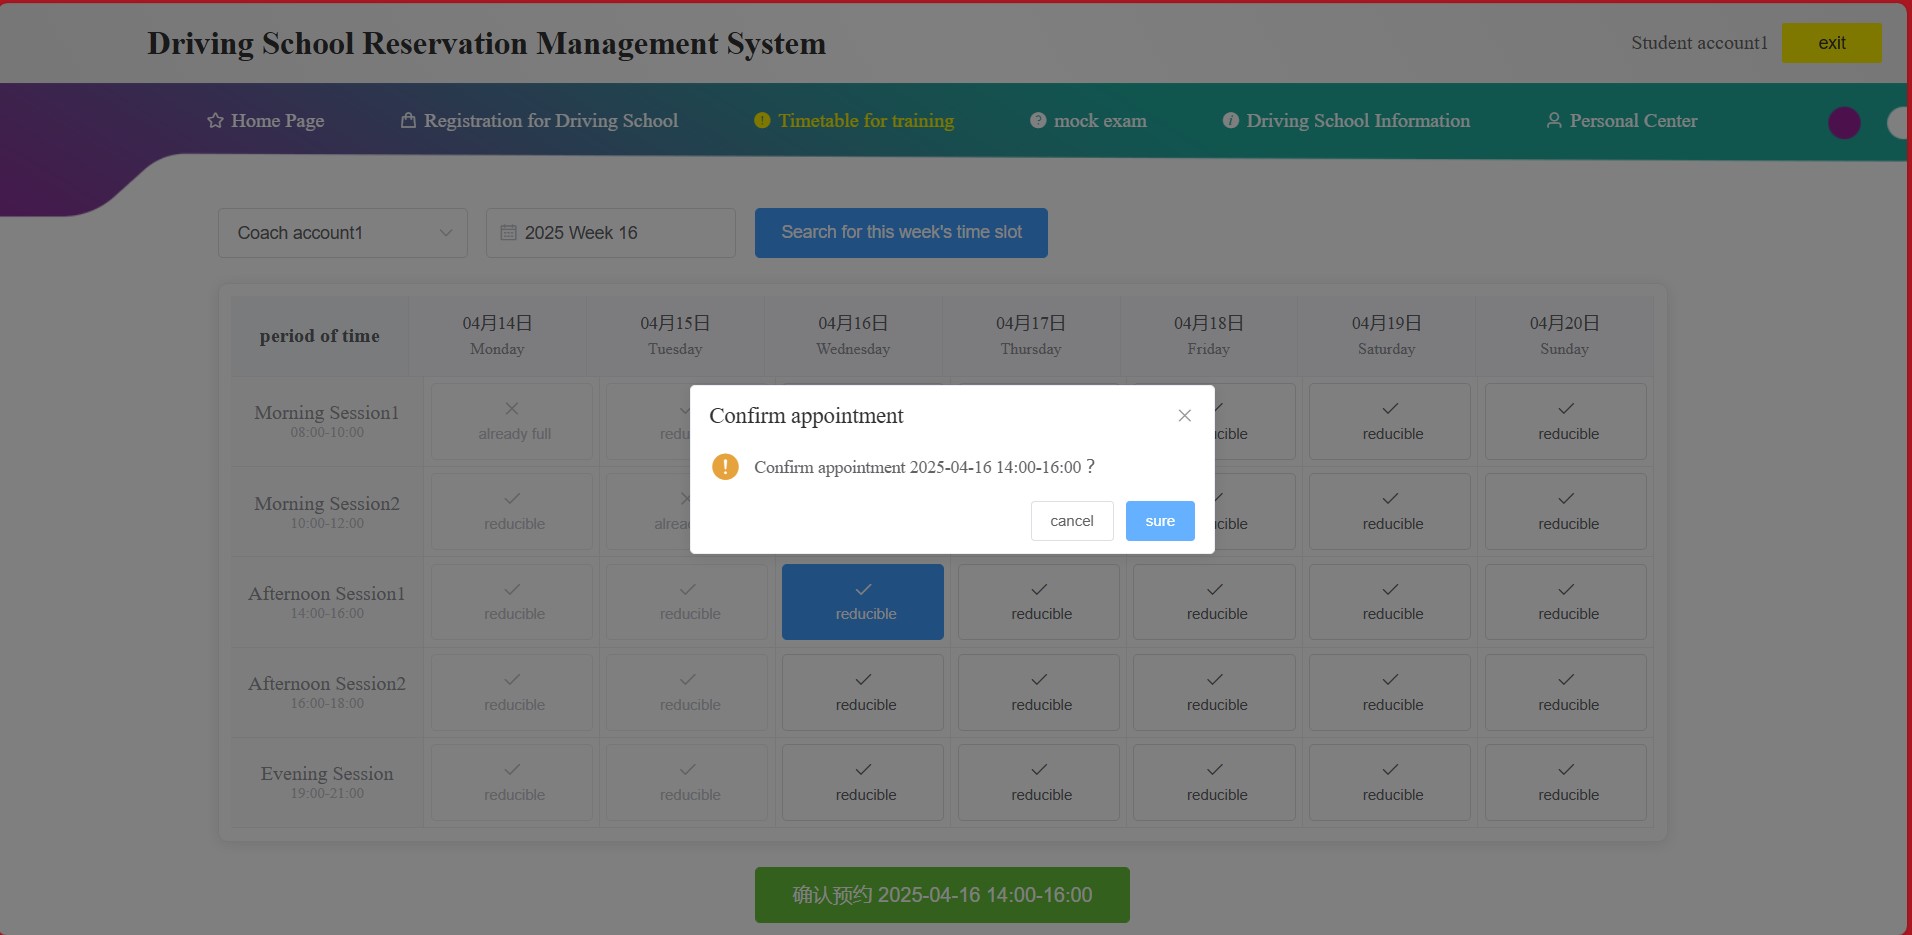 Driving School Reservation Management System
Student account1
exit
Home Page
Registration for Driving School
Timetable for training
mock exam
Driving School Information
Personal Center
Coach account1
2025 Week 16
Search for this week's time slot
period of time
04月14日
Monday
04月15日
Tuesday
04月16日
Wednesday
04月17日
Thursday
04月18日
Friday
04月19日
Saturday
04月20日
Sunday
Morning Session1
08:00-10:00
already full
reducible
reducible
Confirm appointment
Confirm appointment 2025-04-16 14:00-16:00 ?
cancel
sure
Morning Session2
10:00-12:00
reducible
reducible
reducible
Afternoon Session1
14:00-16:00
reducible
reducible
reducible
reducible
reducible
reducible
reducible
Afternoon Session2
16:00-18:00
reducible
reducible
reducible
reducible
reducible
reducible
reducible
Evening Session
19:00-21:00
reducible
reducible
reducible
reducible
reducible
reducible
reducible
确认预约 2025-04-16 14:00-16:00